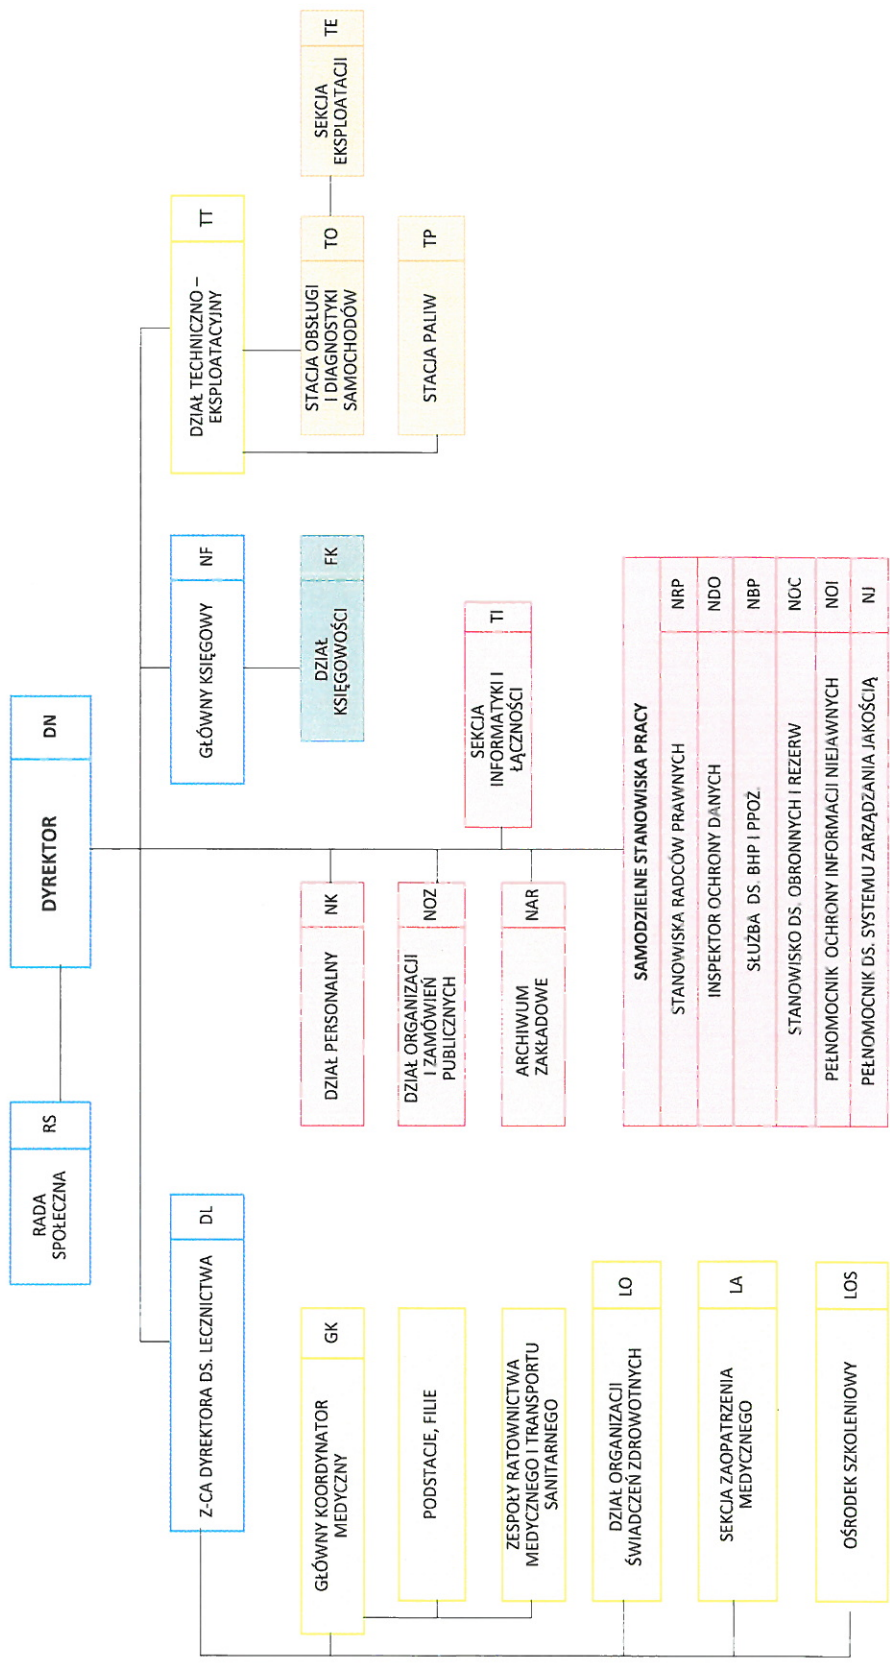 RADA
SPOŁECZNA
RS
DYREKTOR
DN
Z-CA DYREKTORA DS. LECZNICTWA
DL
GŁÓWNY KSIĘGOWY
NF
DZIAŁ TECHNICZNO –
EKSPLOATACYJNY
TT
GŁÓWNY KOORDYNATOR
MEDYCZNY
GK
PODSTACJE, FILIE
ZESPOŁY RATOWNICTWA
MEDYCZNEGO I TRANSPORTU
SANITARNEGO
DZIAŁ ORGANIZACJI
ŚWIADCZEŃ ZDROWOTNYCH
LO
SEKCJA ZAOPATRZENIA
MEDYCZNEGO
LA
OŚRODEK SZKOLENIOWY
LOS
DZIAŁ PERSONALNY
NK
DZIAŁ ORGANIZACJI
I ZAMÓWIEŃ
PUBLICZNYCH
NOZ
ARCHIWUM
ZAKŁADOWE
NAR
SEKCJA
INFORMATYKI I
ŁĄCZNOŚCI
TI
DZIAŁ
KSIĘGOWOŚCI
FK
STACJA OBSŁUGI
I DIAGNOSTYKI
SAMOCHODÓW
TO
SEKCJA
EKSPLOATACJI
TE
STACJA PALIW
TP
SAMODZIELNE STANOWISKA PRACY
STANOWISKA RADCÓW PRAWNYCH
NRP
INSPEKTOR OCHRONY DANYCH
NDO
SŁUŻBA DS. BHP I PPOŻ.
NBP
STANOWISKO DS. OBRONNYCH I REZERW
NOC
PEŁNOMOCNIK OCHRONY INFORMACJI NIEJAWNYCH
NOI
PEŁNOMOCNIK DS. SYSTEMU ZARZĄDZANIA JAKOŚCIĄ
NJ